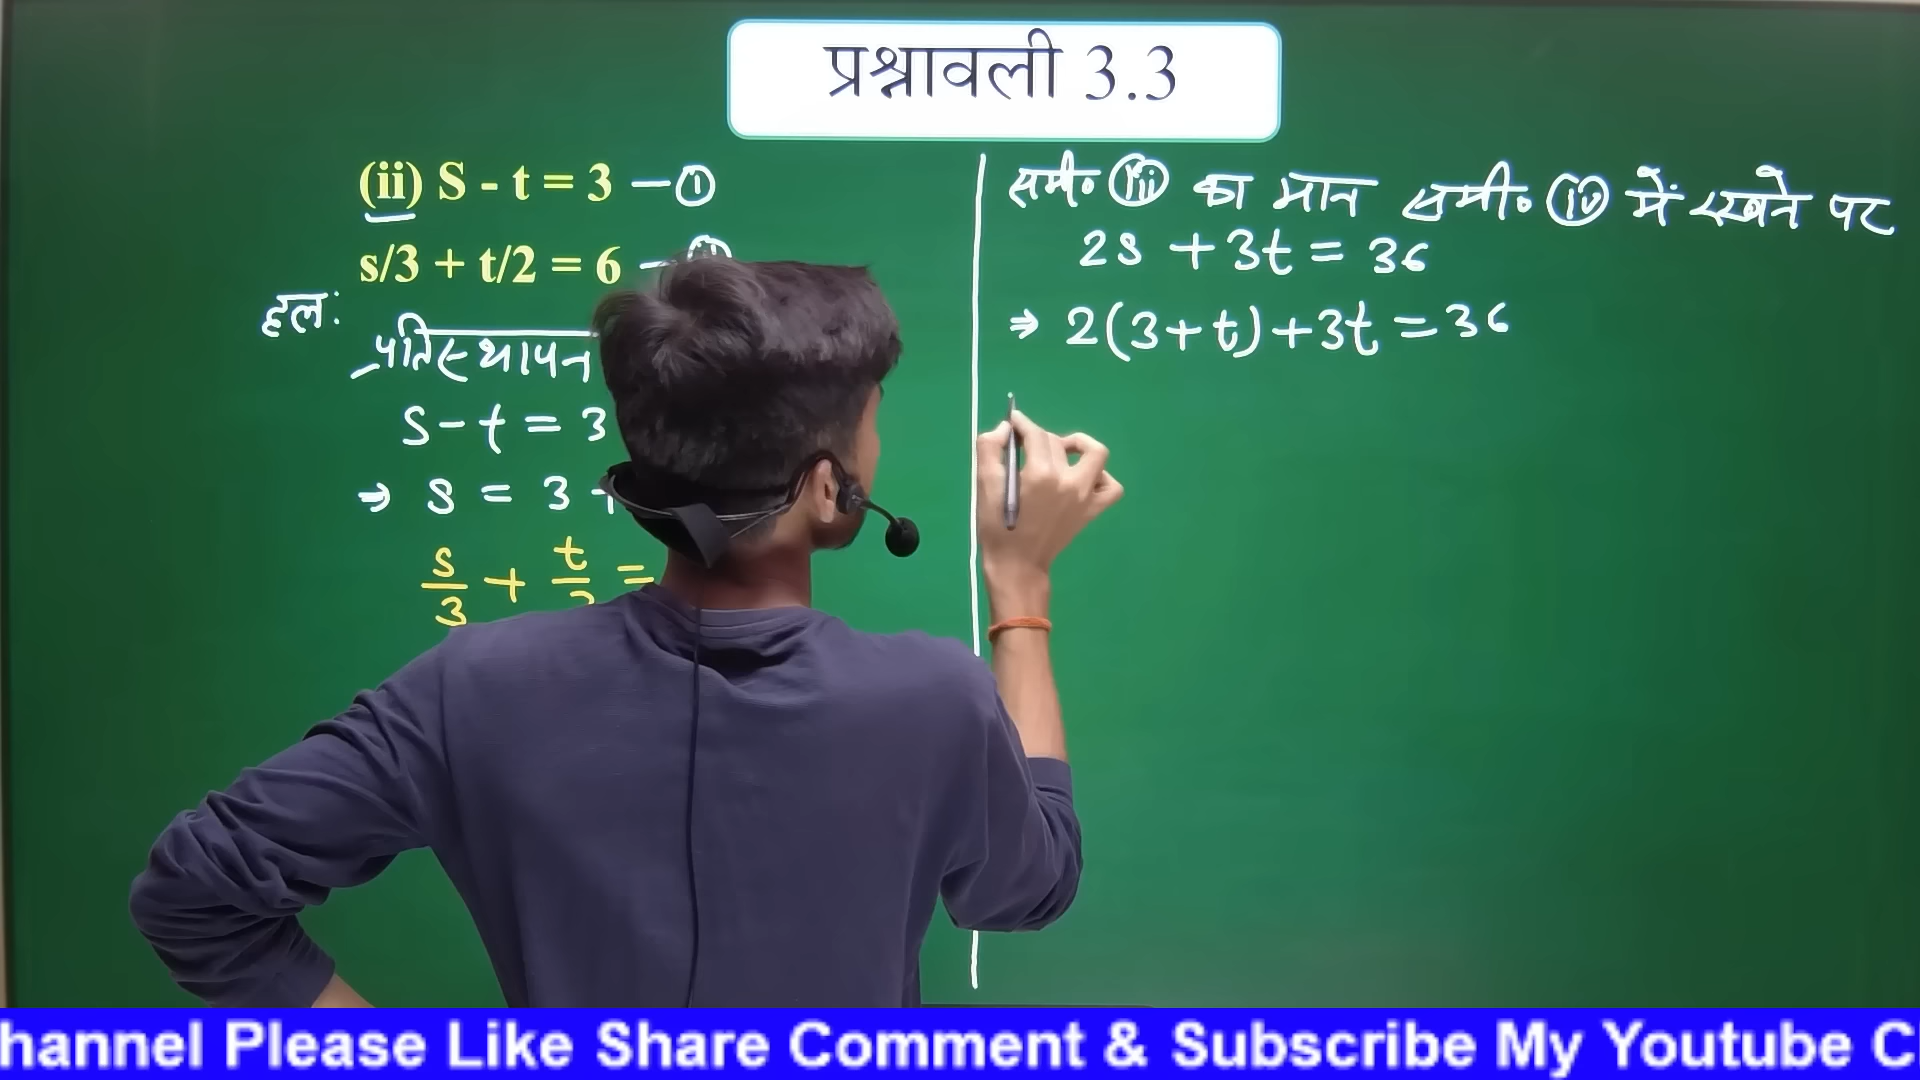 प्रश्नावली 3.3
(ii) S - t = 3 — ①
s/3 + t/2 = 6 —
हलः
प्रतिस्थापन
S - t = 3
⇒ s = 3
s/3 + t/2 =
समी० (iii) का मान समी० (iv) में रखने पर
2s + 3t = 36
⇒ 2(3+t)+3t = 36
hannel Please Like Share Comment & Subscribe My Youtube C